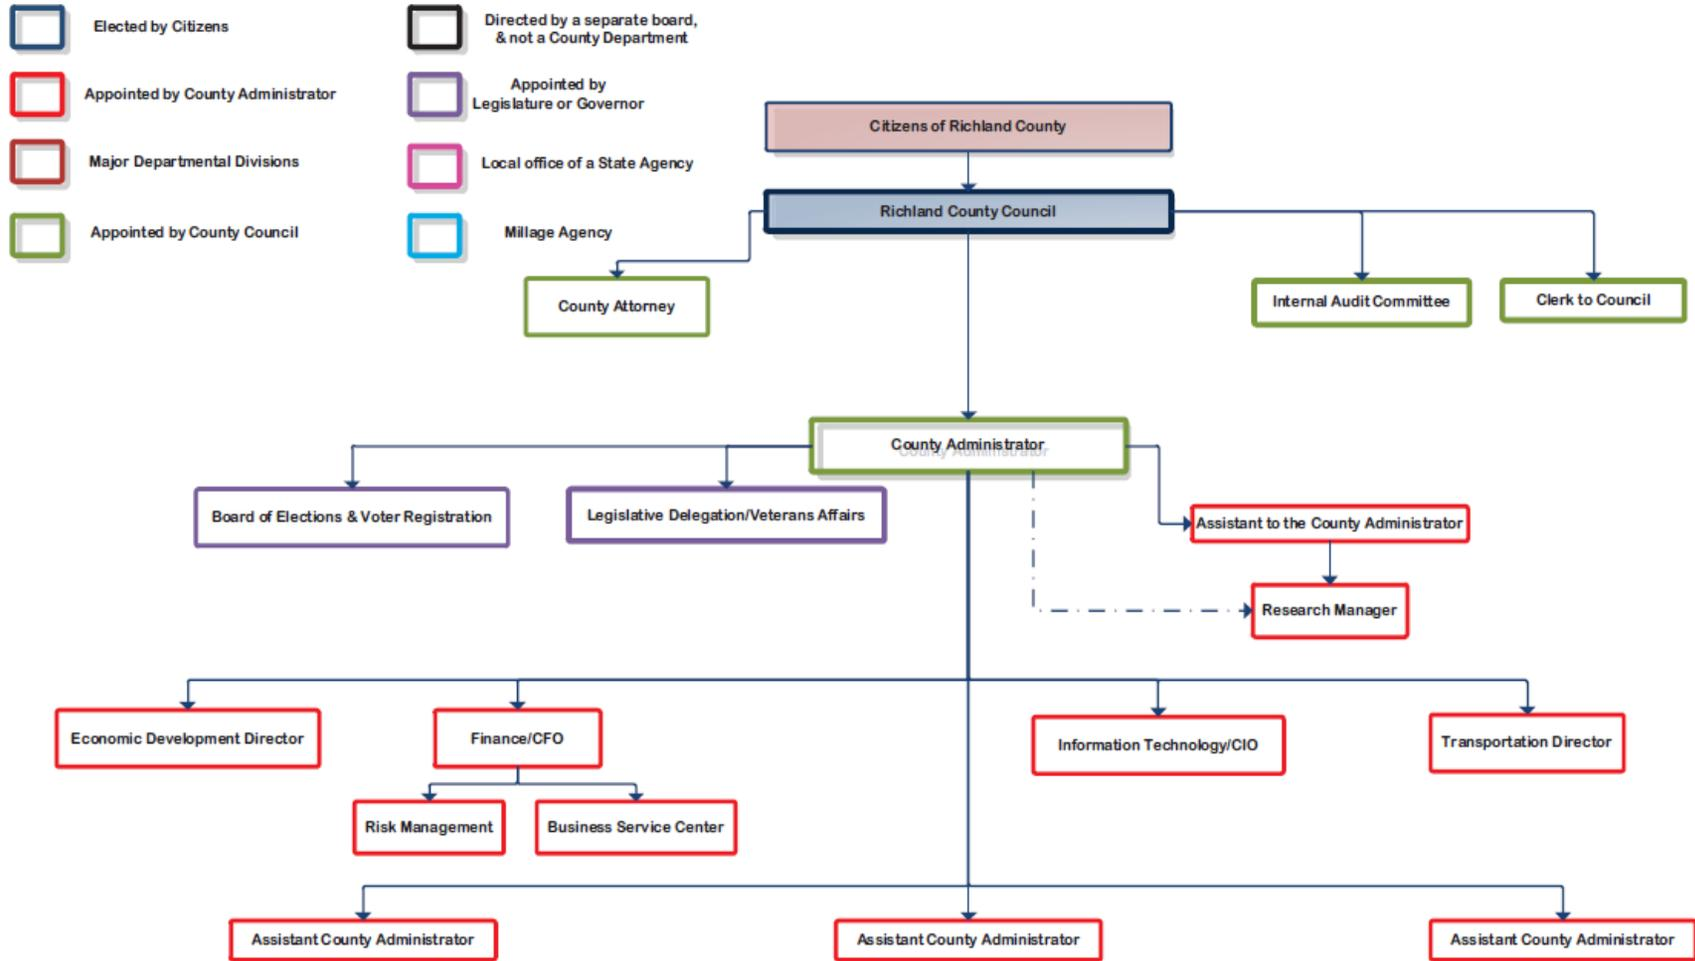 Elected by Citizens
Directed by a separate board,
& not a County Department
Appointed by County Administrator
Appointed by
Legislature or Governor
Major Departmental Divisions
Local office of a State Agency
Appointed by County Council
Millage Agency
Citizens of Richland County
Richland County Council
County Attorney
Internal Audit Committee
Clerk to Council
County Administrator
County Administrator
Board of Elections & Voter Registration
Legislative Delegation/Veterans Affairs
Assistant to the County Administrator
Research Manager
Economic Development Director
Finance/CFO
Information Technology/CIO
Transportation Director
Risk Management
Business Service Center
Assistant County Administrator
Assistant County Administrator
Assistant County Administrator